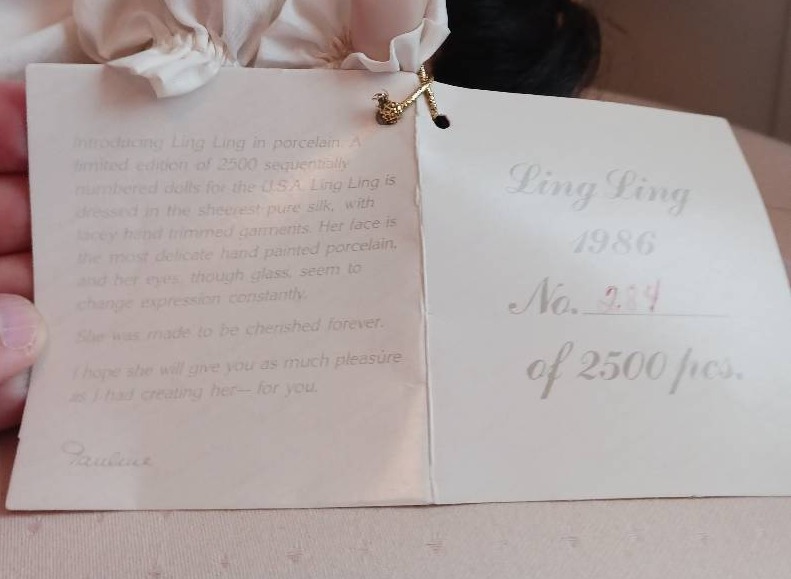 Introducing Ling Ling in porcelain. A
limited edition of 2500 sequentially
numbered dolls for the U.S.A. Ling Ling is
dressed in the sheerest pure silk, with
lacey hand trimmed garments. Her face is
the most delicate hand painted porcelain,
and her eyes, though glass, seem to
change expression constantly.
She was made to be cherished forever.
I hope she will give you as much pleasure
as I had creating her— for you.
Pauline
Ling Ling
1986
No. 284
of 2500 pcs.